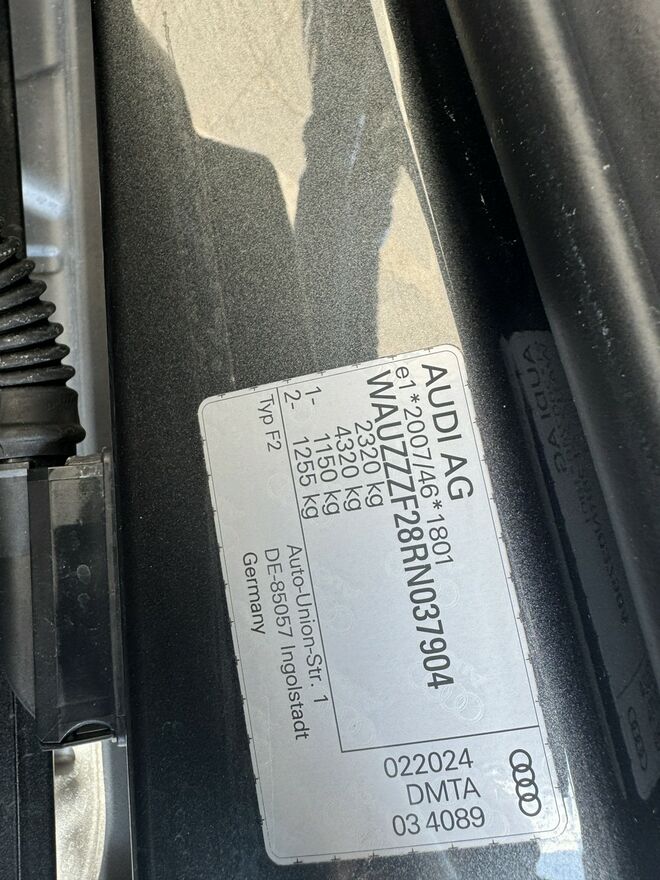 AUDI AG
e1*2007/46*1801
WAUZZZF28RN037904
2320 kg
4320 kg
1- 1150 kg
2- 1255 kg
Typ F2
Auto-Union-Str. 1
DE-85057 Ingolstadt
Germany
022024
DMTA
03 4089